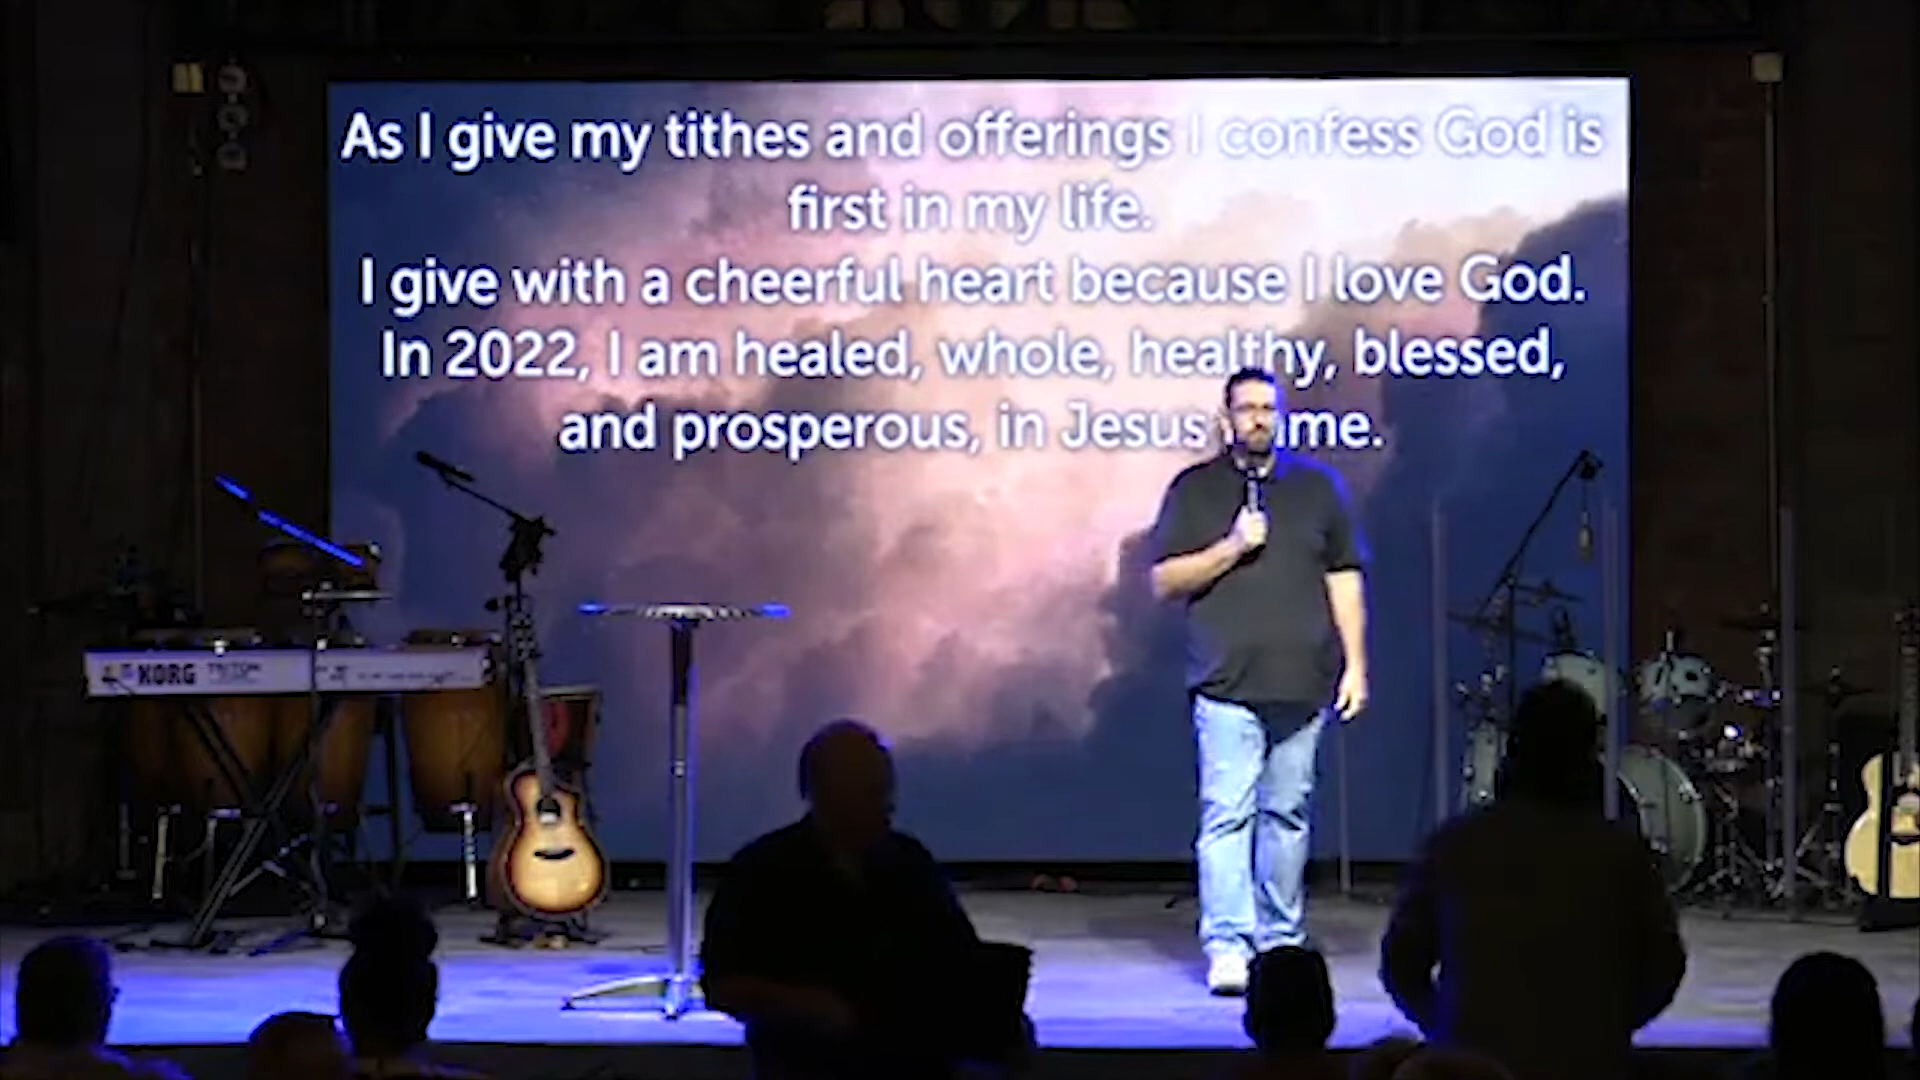 As I give my tithes and offerings I confess God is
first in my life.
I give with a cheerful heart because I love God.
In 2022, I am healed, whole, healthy, blessed,
and prosperous, in Jesus
KORG TRITON